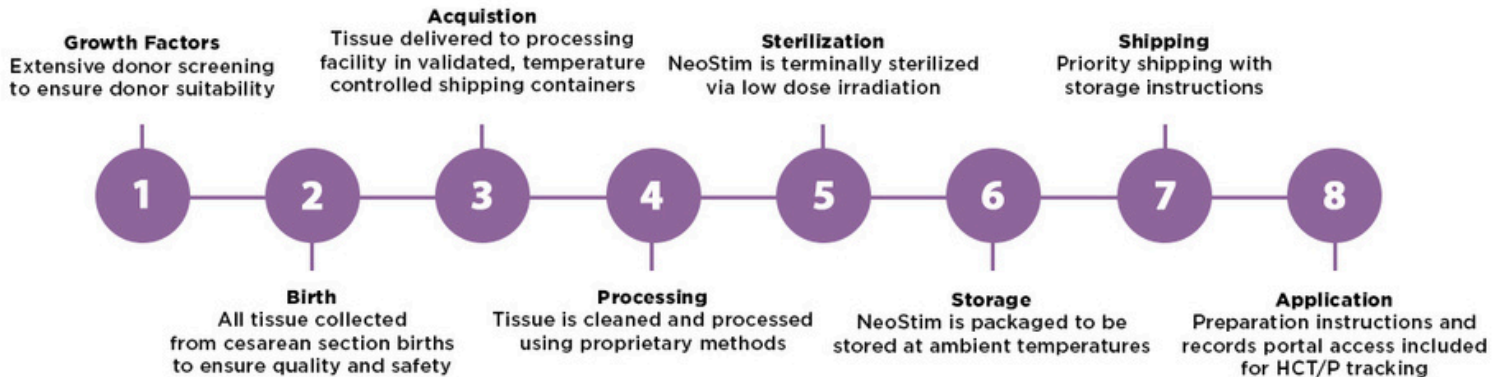 Growth Factors
Extensive donor screening
to ensure donor suitability
1
Birth
All tissue collected
from cesarean section births
to ensure quality and safety
2
Acquistion
Tissue delivered to processing
facility in validated, temperature
controlled shipping containers
3
Processing
Tissue is cleaned and processed
using proprietary methods
4
Sterilization
NeoStim is terminally sterilized
via low dose irradiation
5
Storage
NeoStim is packaged to be
stored at ambient temperatures
6
Shipping
Priority shipping with
storage instructions
7
Application
Preparation instructions and
records portal access included
for HCT/P tracking
8